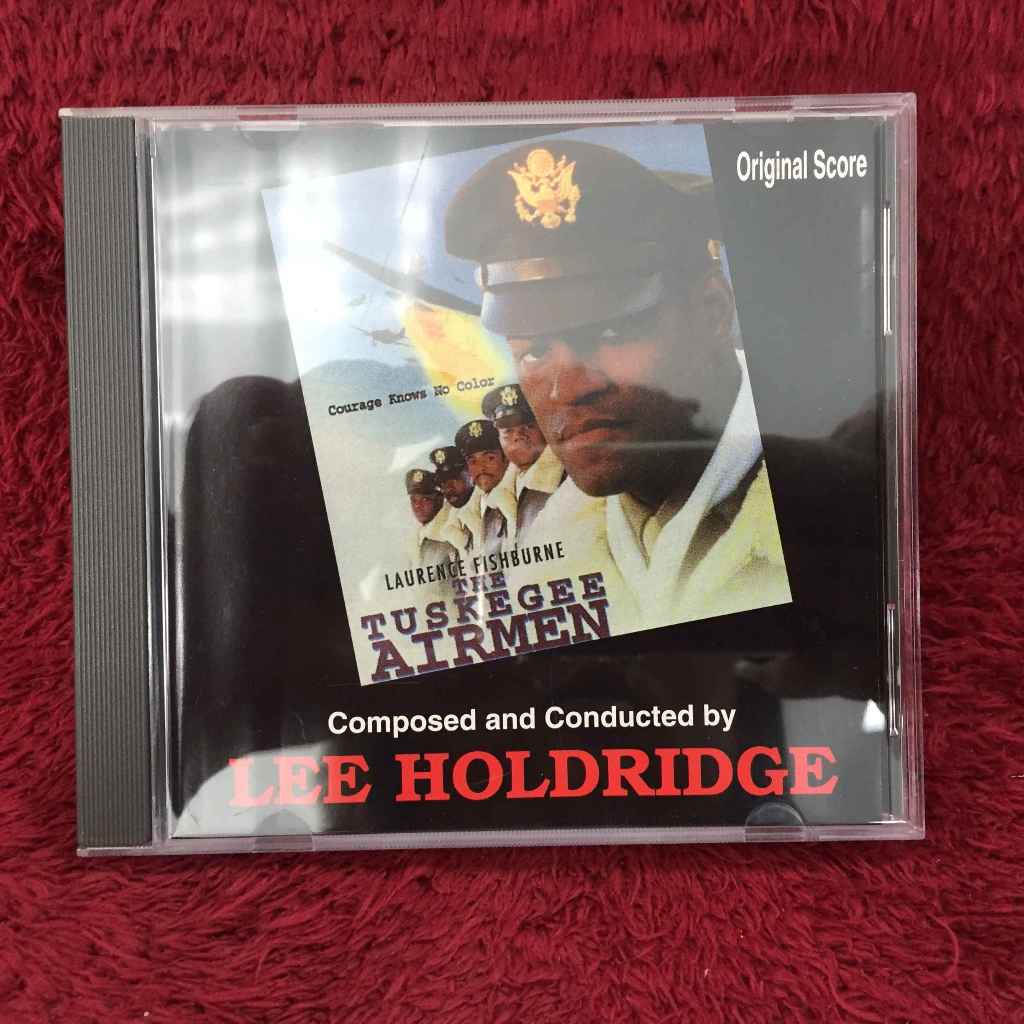 Original Score
Courage Knows No Color
LAURENCE FISHBURNE
THE
TUSKEGEE
AIRMEN
Composed and Conducted by
LEE HOLDRIDGE